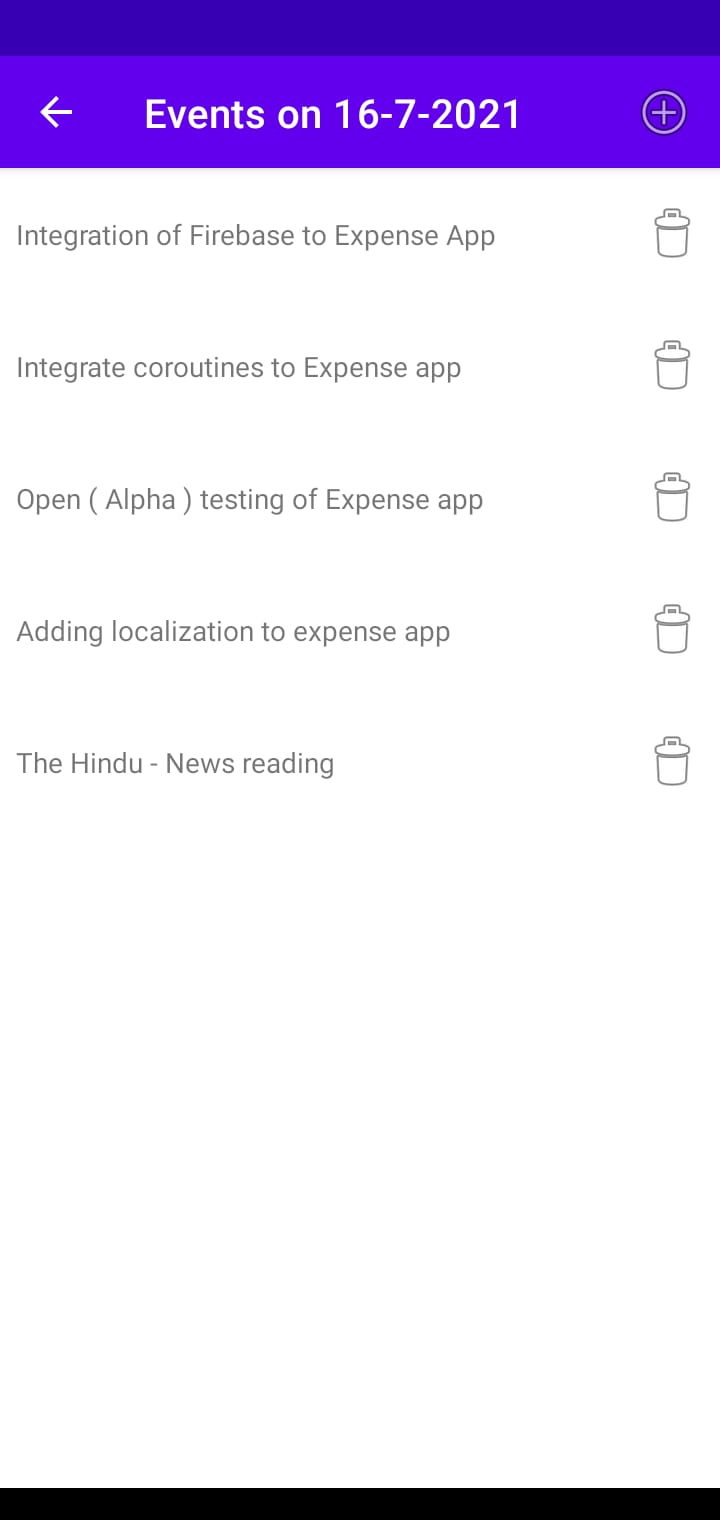 Events on 16-7-2021
Integration of Firebase to Expense App
Integrate coroutines to Expense app
Open ( Alpha ) testing of Expense app
Adding localization to expense app
The Hindu - News reading